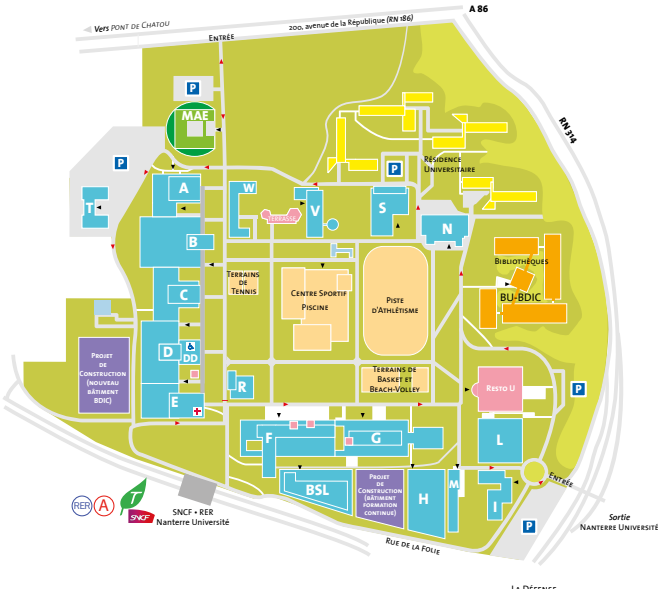 A 86
Vers PONT DE CHATOU
200, avenue de la République (RN 186)
ENTRÉE
P
MAE
RN 314
P
P
RÉSIDENCE
UNIVERSITAIRE
A
W
T
TERRASSE
V
S
N
B
BIBLIOTHÈQUES
TERRAINS
DE
TENNIS
CENTRE SPORTIF
PISCINE
PISTE
D'ATHLÉTISME
BU-BDIC
C
PROJET
DE
CONSTRUCTION
(NOUVEAU
BÂTIMENT
BDIC)
D
DD
R
TERRAINS DE
BASKET ET
BEACH-VOLLEY
RESTO U
P
E
F
G
L
BSL
PROJET
DE
CONSTRUCTION
(BÂTIMENT
FORMATION
CONTINUE)
H
M
I
ENTRÉE
RER
A
T
SNCF
SNCF • RER
Nanterre Université
P
Sortie
NANTERRE UNIVERSITÉ
RUE DE LA FOLIE
LA DÉFENSE